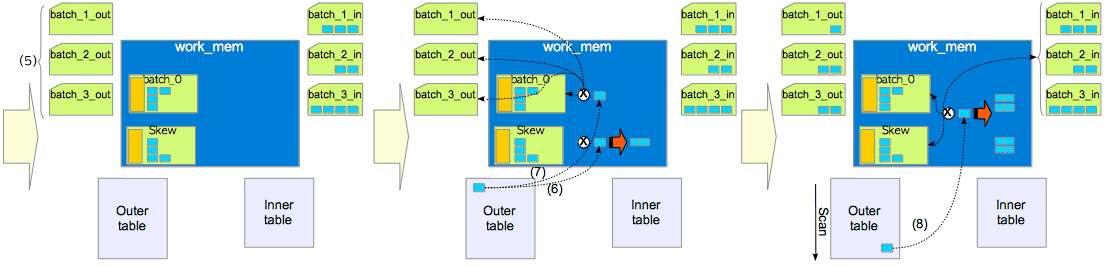 batch_1_out
batch_1_in
work_mem
(5)
batch_2_out
batch_2_in
batch_0
batch_3_out
batch_3_in
Skew
Outer
table
Inner
table
batch_1_out
batch_1_in
work_mem
batch_2_out
batch_2_in
batch_0
batch_3_out
batch_3_in
X
Skew
X
(7)
(6)
Outer
table
Inner
table
batch_1_out
batch_1_in
work_mem
batch_2_out
batch_2_in
batch_0
batch_3_out
batch_3_in
X
Skew
Scan
Outer
table
(8)
Inner
table